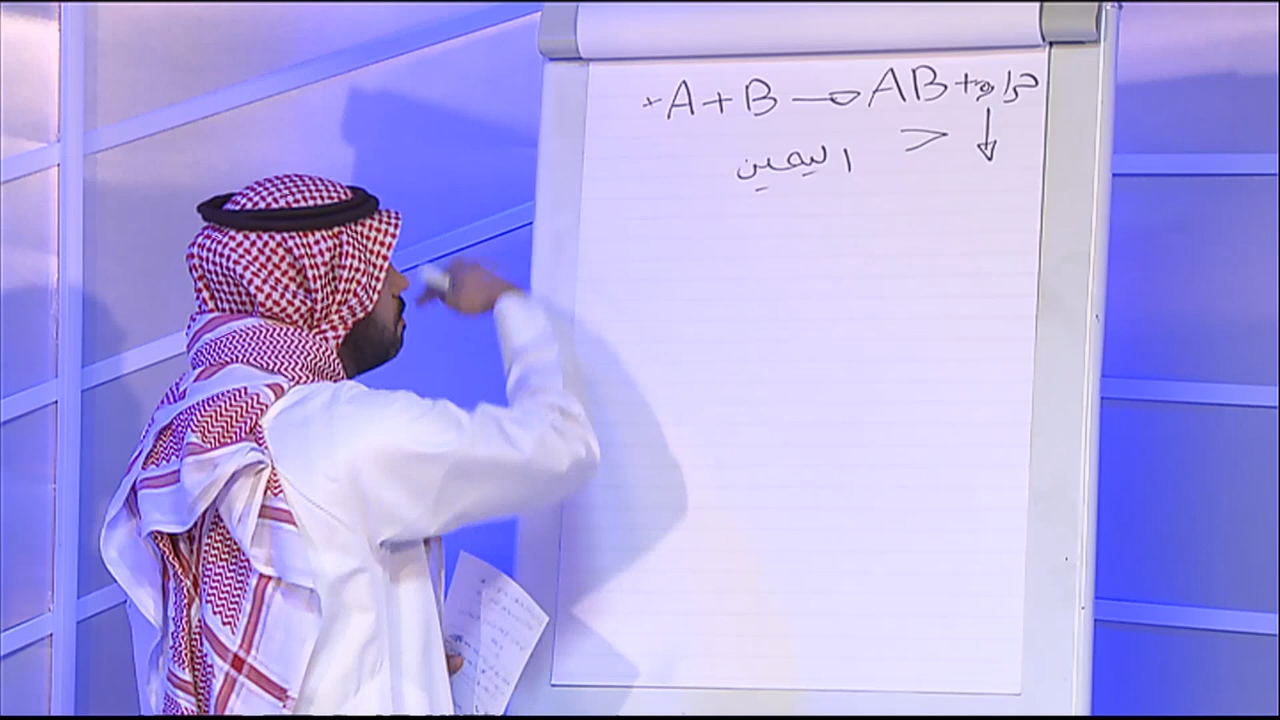 +A + B → AB + حرارة
اليمين > ↓